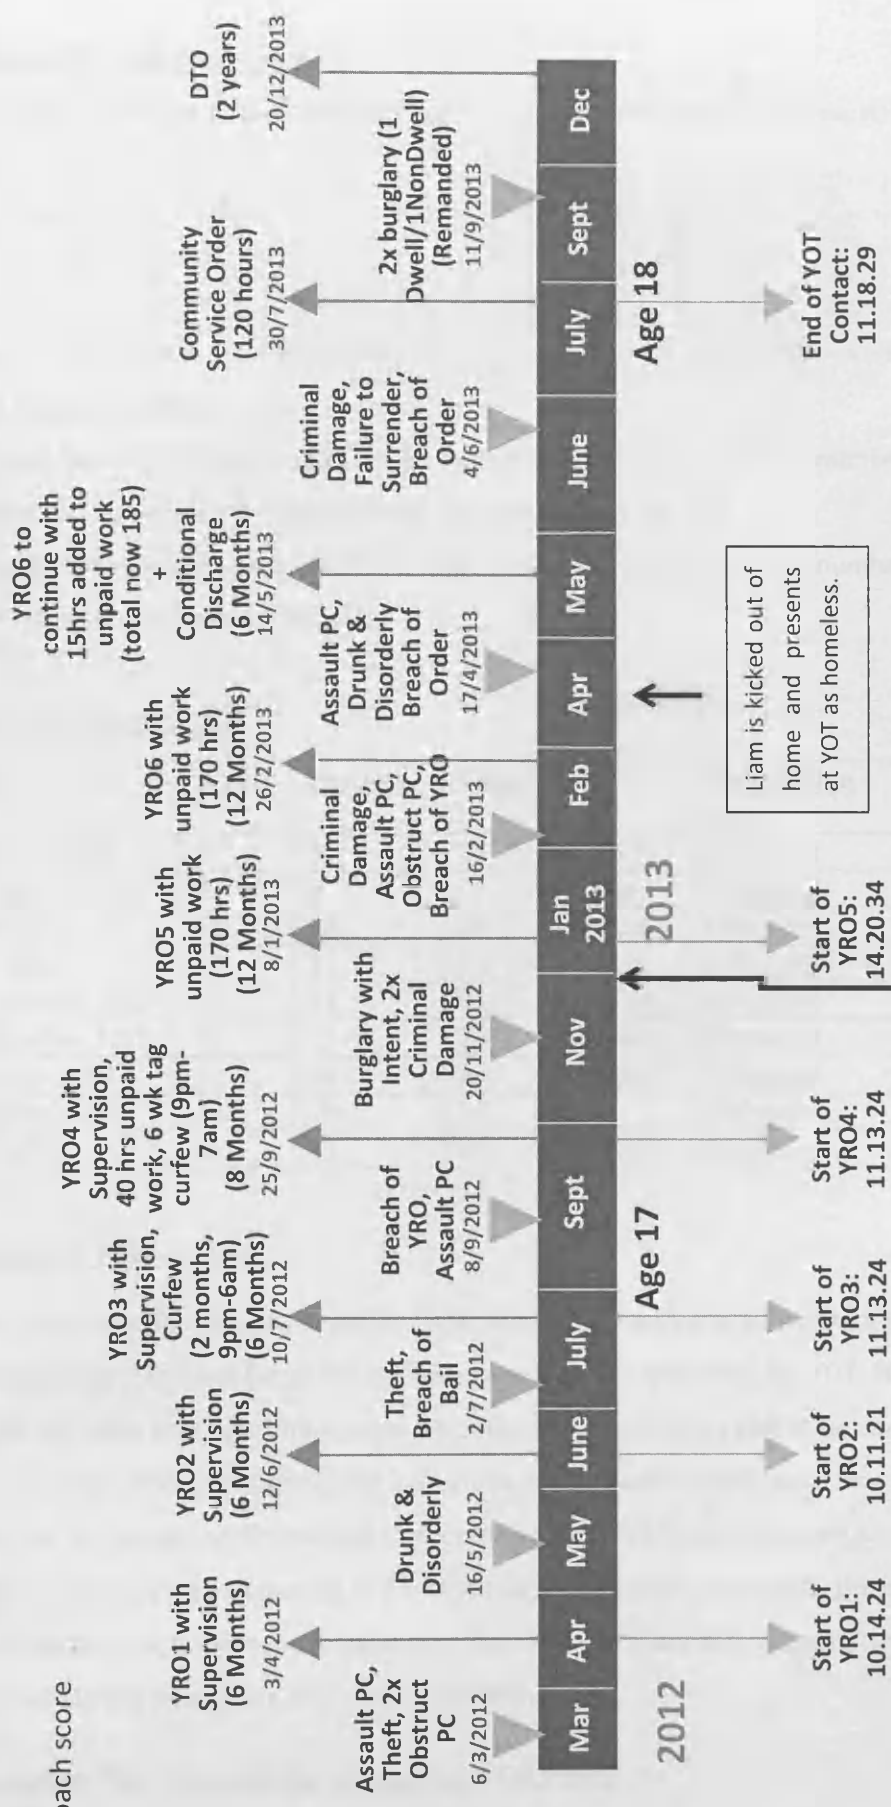 oach score
YRO1 with
Supervision
(6 Months)
3/4/2012
YRO2 with
Supervision
(6 Months)
12/6/2012
YRO3 with
Supervision,
Curfew
(2 months,
9pm-6am)
(6 Months)
10/7/2012
YRO4 with
Supervision,
40 hrs unpaid
work, 6 wk tag
curfew (9pm-
7am)
(8 Months)
25/9/2012
YRO5 with
unpaid work
(170 hrs)
(12 Months)
8/1/2013
YRO6 with
unpaid work
(170 hrs)
(12 Months)
26/2/2013
YRO6 to
continue with
15hrs added to
unpaid work
(total now 185)
+
Conditional
Discharge
(6 Months)
14/5/2013
Community
Service Order
(120 hours)
30/7/2013
DTO
(2 years)
20/12/2013
Assault PC,
Theft, 2x
Obstruct
PC
6/3/2012
Drunk &
Disorderly
16/5/2012
Theft,
Breach of
Bail
2/7/2012
Breach of
YRO,
Assault PC
8/9/2012
Burglary with
Intent, 2x
Criminal
Damage
20/11/2012
Criminal
Damage,
Assault PC,
Obstruct PC,
Breach of YRO
16/2/2013
Assault PC,
Drunk &
Disorderly
Breach of
Order
17/4/2013
Criminal
Damage,
Failure to
Surrender,
Breach of
Order
4/6/2013
2x burglary (1
Dwell/1NonDwell)
(Remanded)
11/9/2013
Mar
Apr
May
June
July
Sept
Nov
Jan
2013
Feb
Apr
May
June
July
Sept
Dec
2012
Age 17
2013
Age 18
Start of
YRO1:
10.14.24
Start of
YRO2:
10.11.21
Start of
YRO3:
11.13.24
Start of
YRO4:
11.13.24
Start of
YRO5:
14.20.34
Liam is kicked out of
home and presents
at YOT as homeless.
End of YOT
Contact:
11.18.29